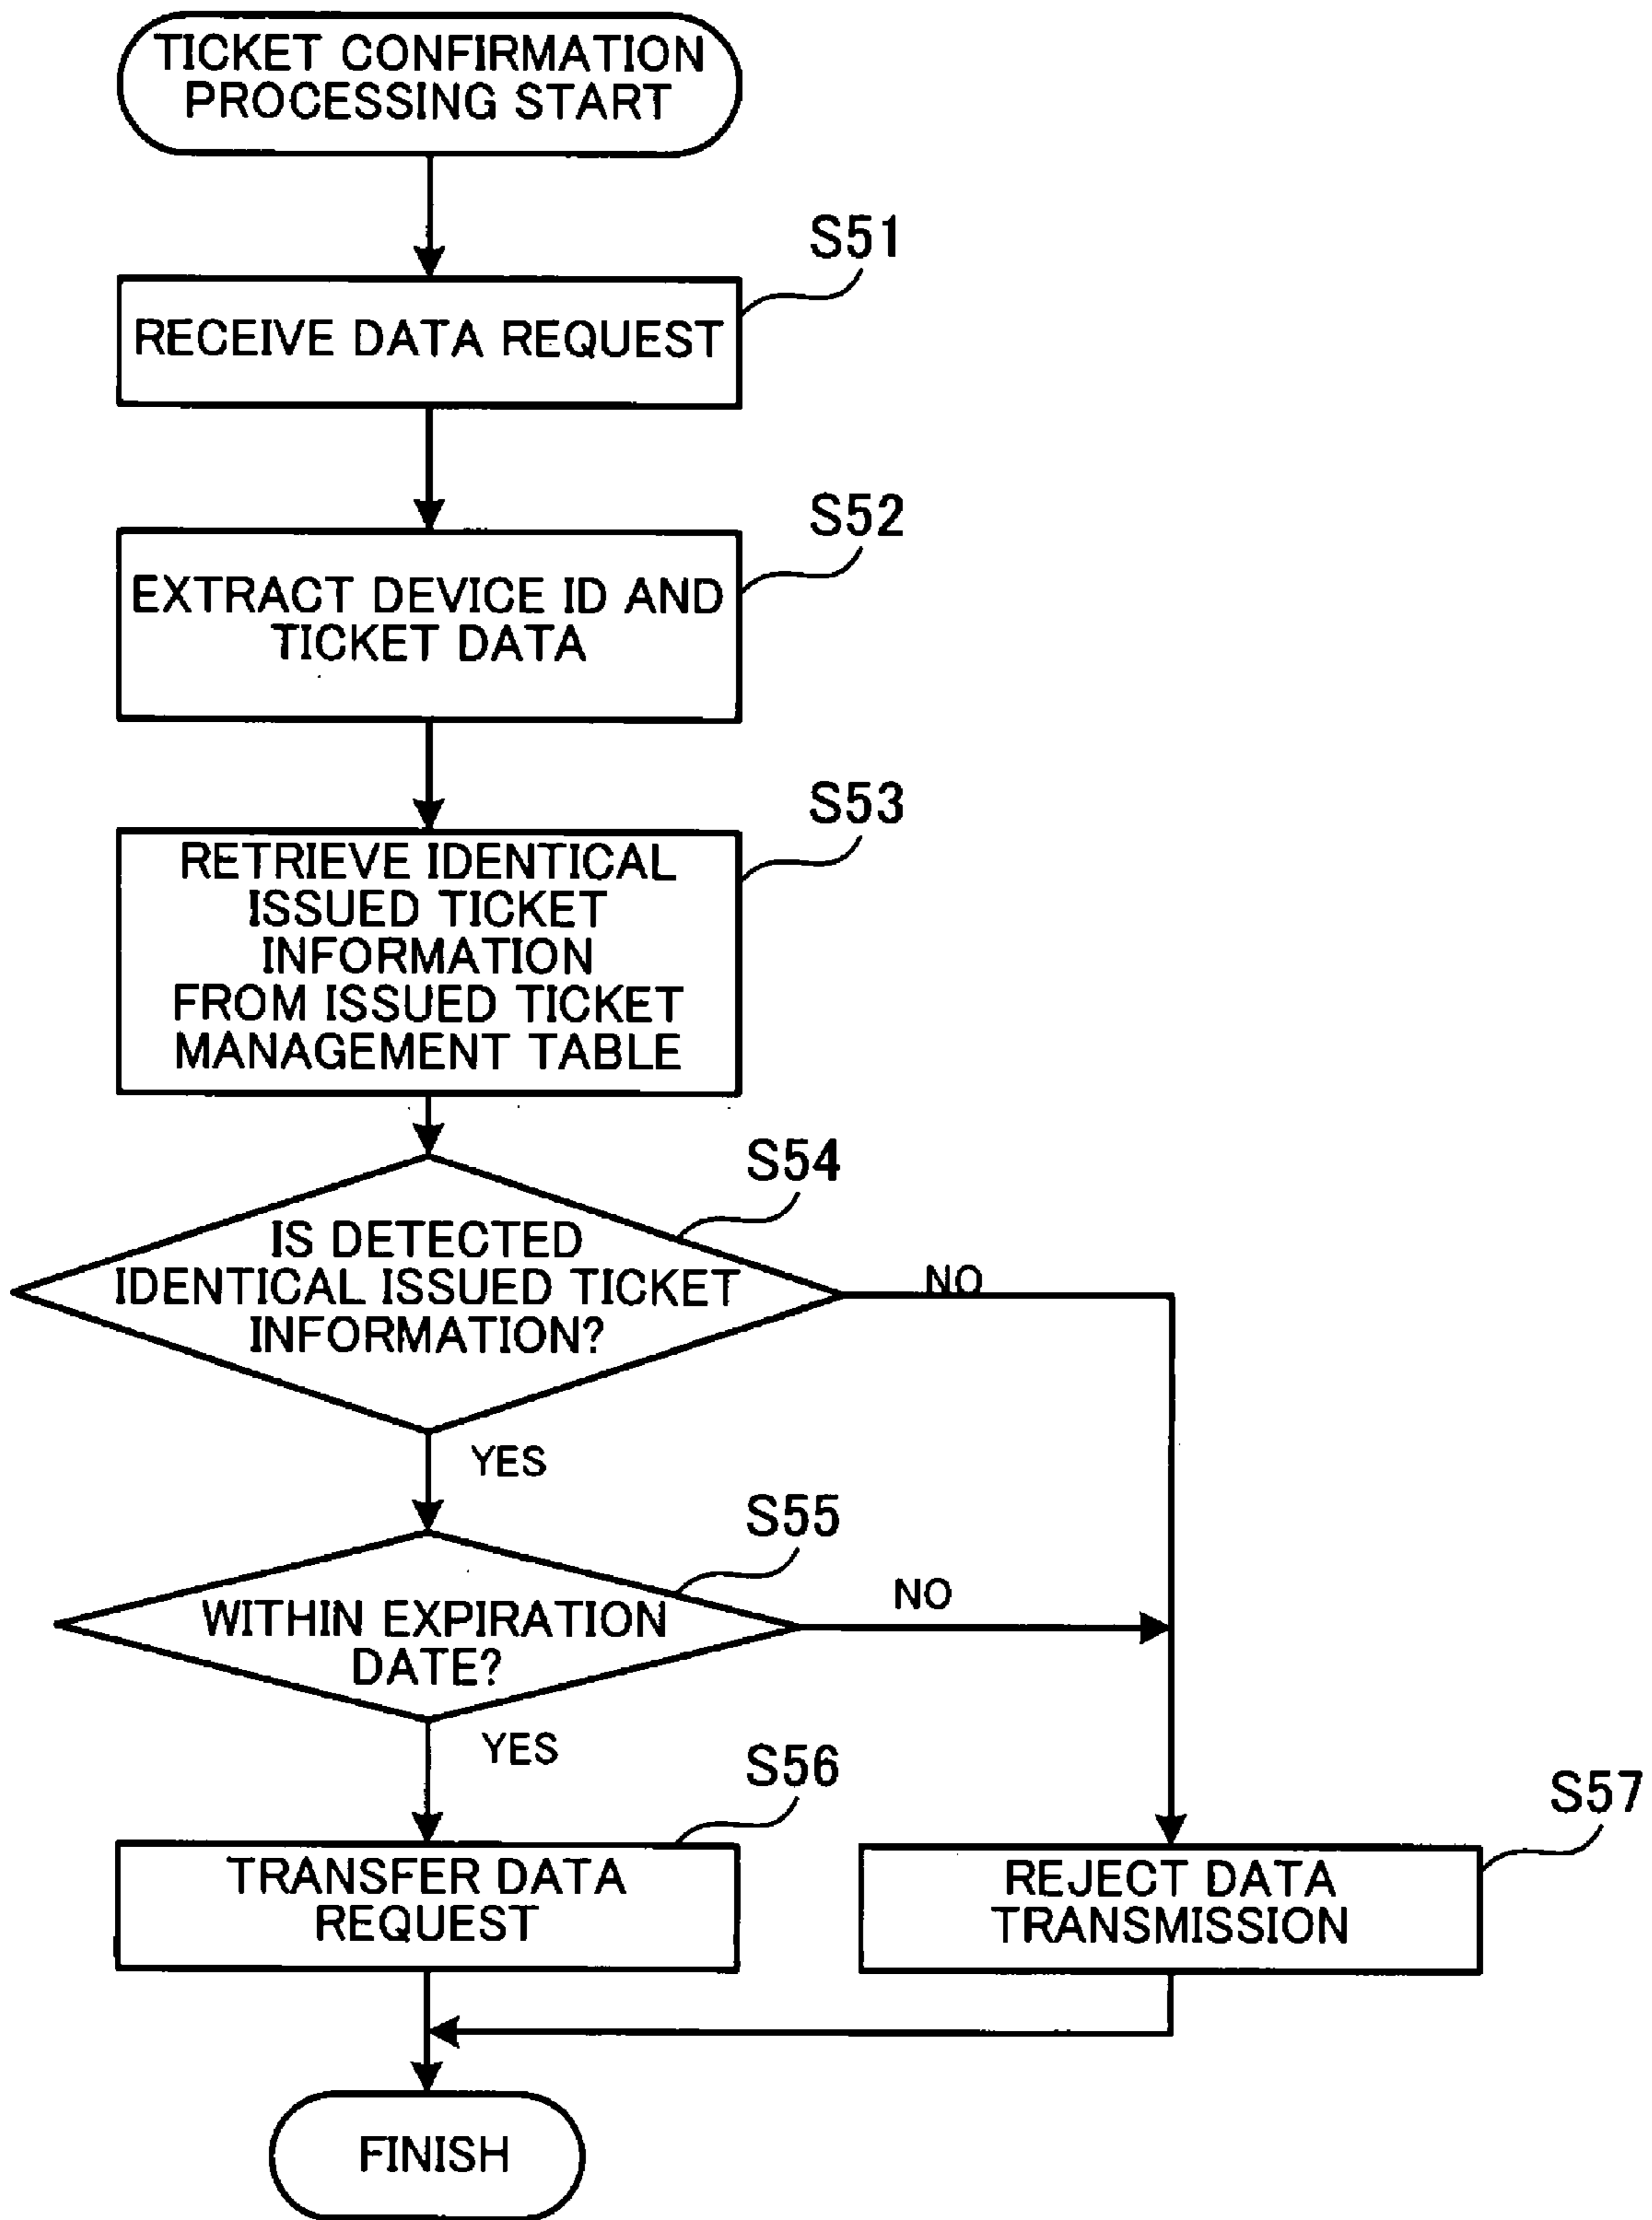 TICKET CONFIRMATION
PROCESSING START
S51
RECEIVE DATA REQUEST
S52
EXTRACT DEVICE ID AND
TICKET DATA
S53
RETRIEVE IDENTICAL
ISSUED TICKET
INFORMATION
FROM ISSUED TICKET
MANAGEMENT TABLE
S54
IS DETECTED
IDENTICAL ISSUED TICKET
INFORMATION?
NO
YES
S55
WITHIN EXPIRATION
DATE?
NO
YES
S56
TRANSFER DATA
REQUEST
S57
REJECT DATA
TRANSMISSION
FINISH